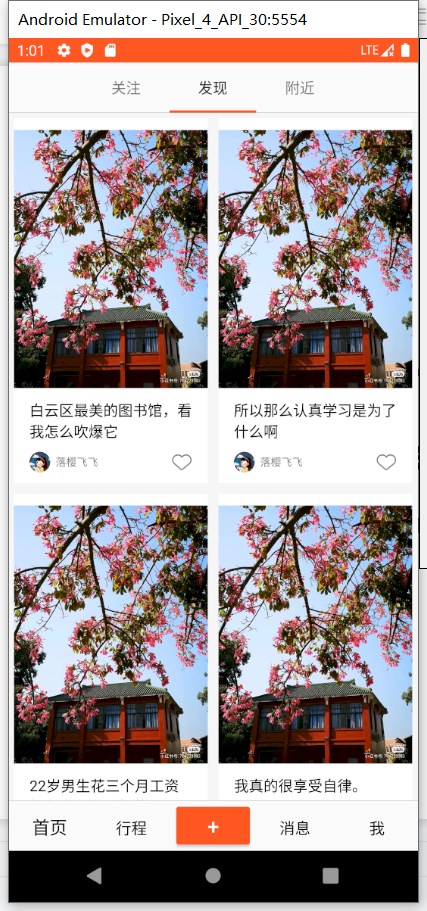 Android Emulator - Pixel_4_API_30:5554
1:01
LTE
关注 发现 附近
白云区最美的图书馆，看
我怎么吹爆它
落樱飞飞
所以那么认真学习是为了
什么啊
落樱飞飞
22岁男生花三个月工资
我真的很享受自律。
首页 行程 + 消息 我